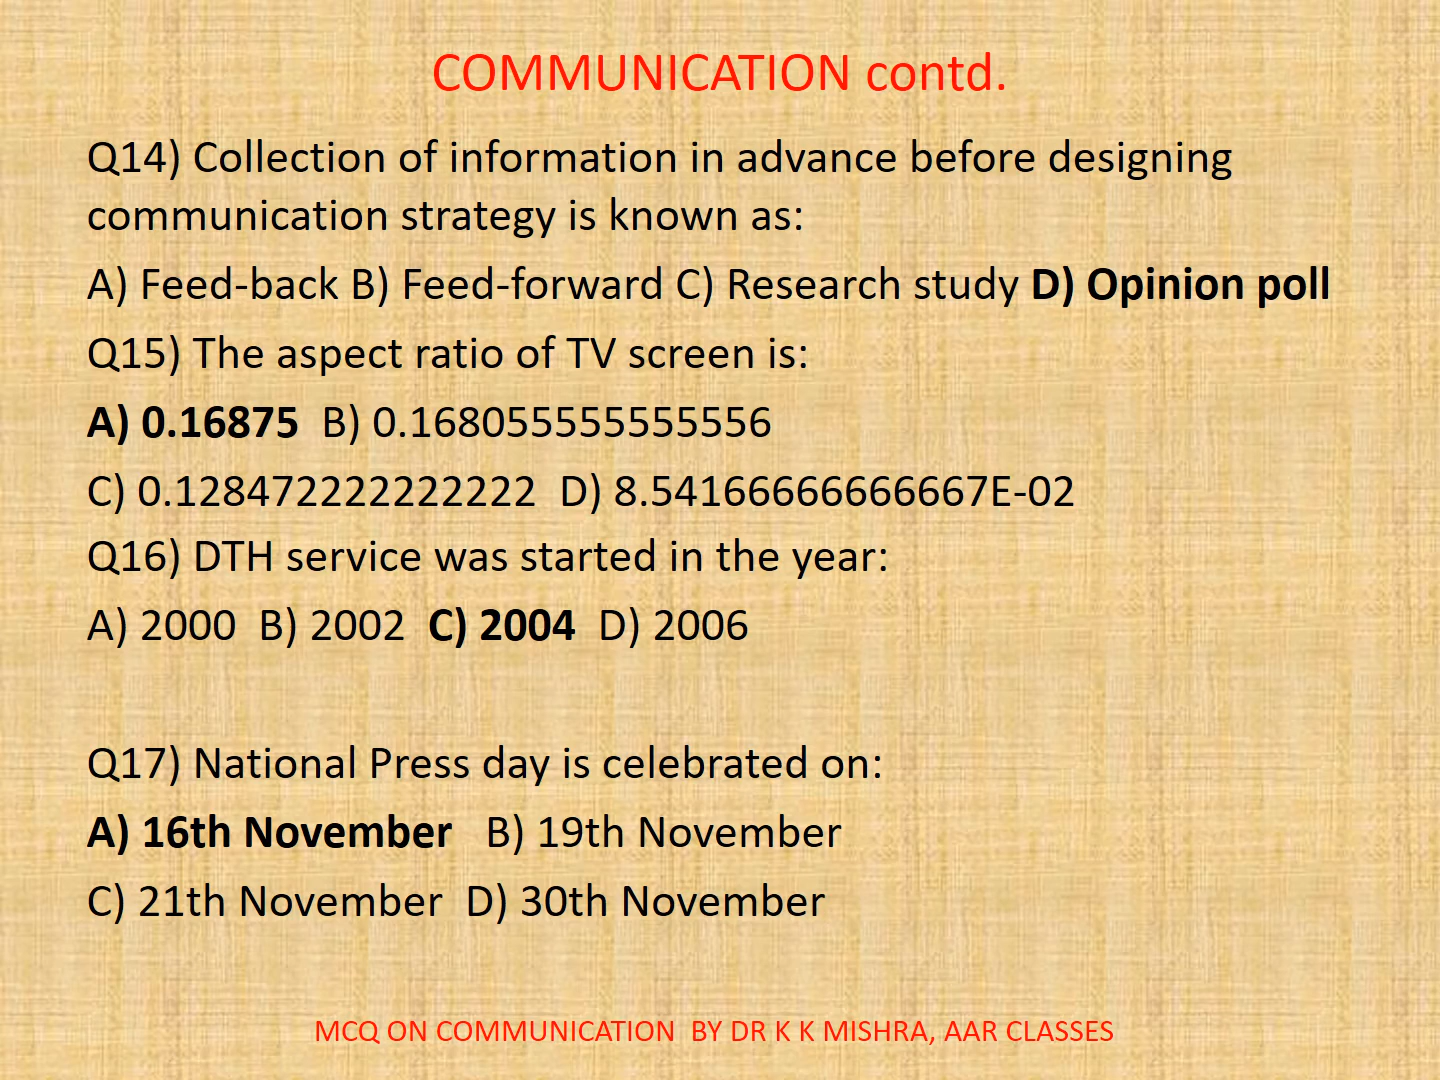 COMMUNICATION contd.
Q14) Collection of information in advance before designing
communication strategy is known as:
A) Feed-back B) Feed-forward C) Research study D) Opinion poll
Q15) The aspect ratio of TV screen is:
A) 0.16875  B) 0.168055555555556
C) 0.128472222222222  D) 8.54166666666667E-02
Q16) DTH service was started in the year:
A) 2000  B) 2002  C) 2004  D) 2006
Q17) National Press day is celebrated on:
A) 16th November   B) 19th November
C) 21th November  D) 30th November
MCQ ON COMMUNICATION  BY DR K K MISHRA, AAR CLASSES